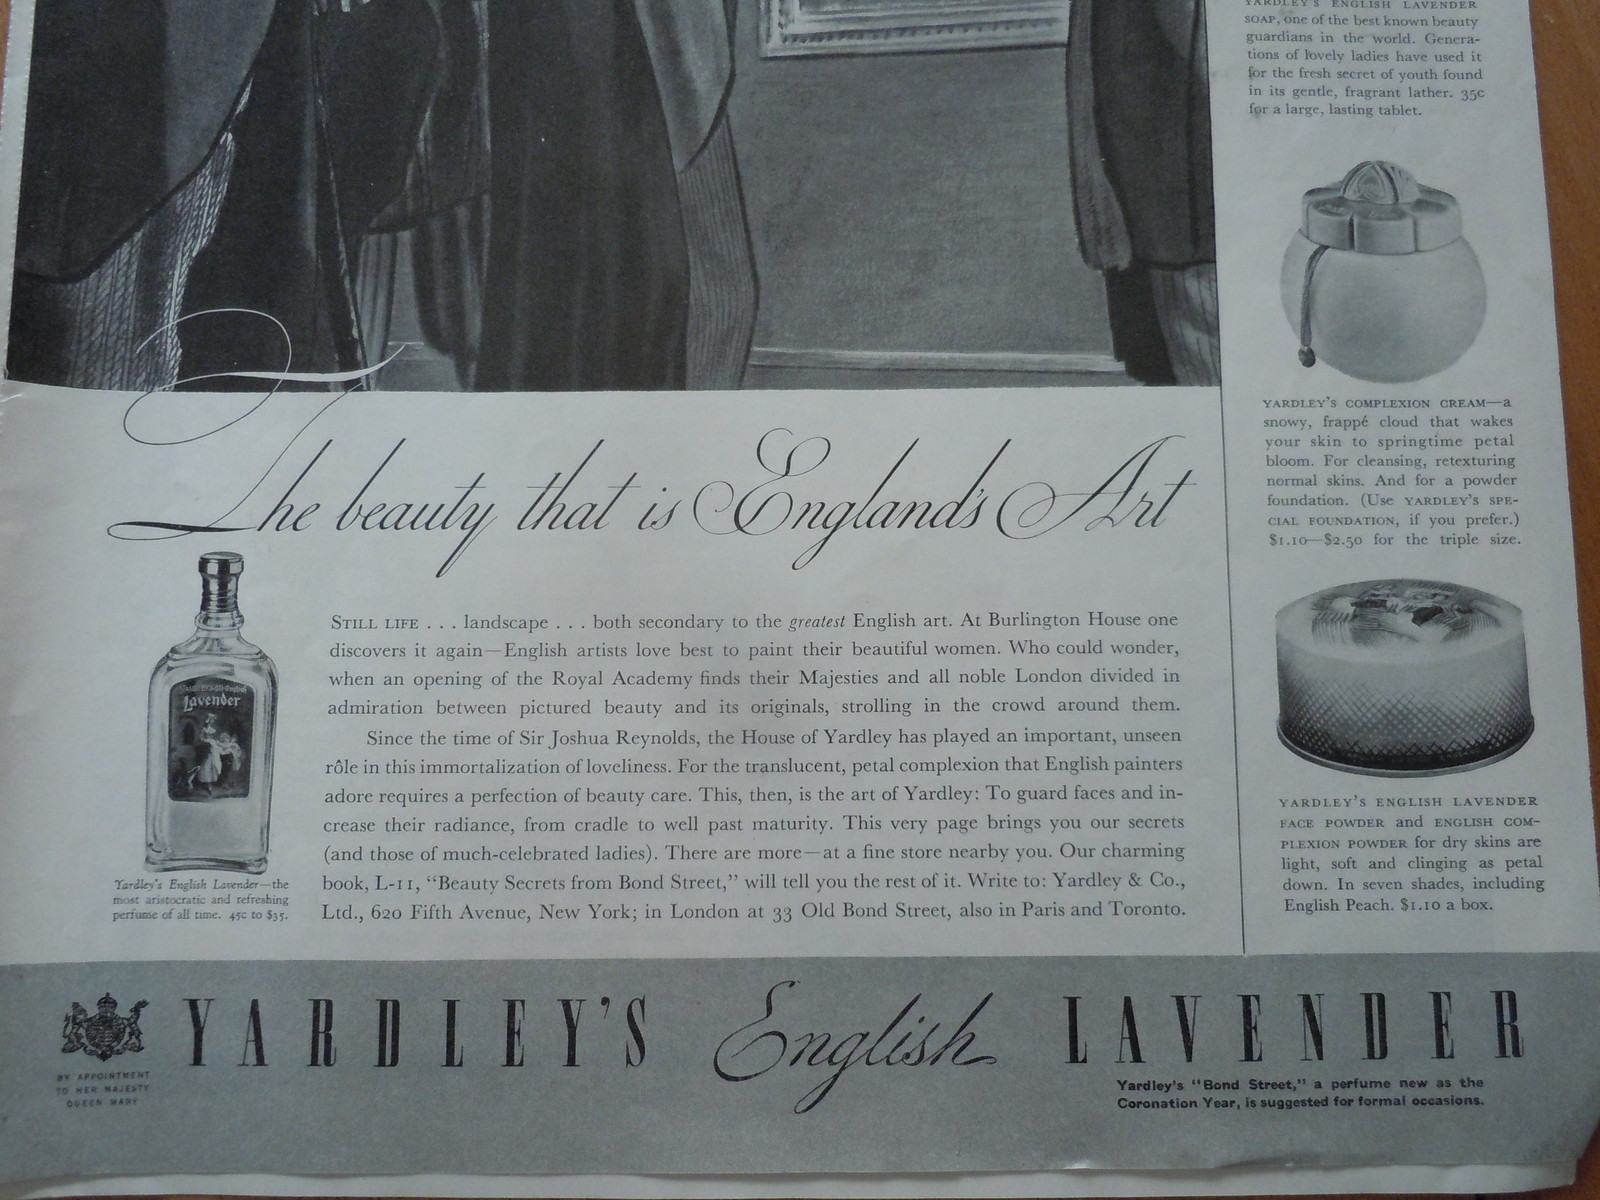 YARDLEY'S ENGLISH LAVENDER
SOAP, one of the best known beauty
guardians in the world. Genera-
tions of lovely ladies have used it
for the fresh secret of youth found
in its gentle, fragrant lather. 35c
for a large, lasting tablet.
YARDLEY'S COMPLEXION CREAM—a
snowy, frappé cloud that wakes
your skin to springtime petal
bloom. For cleansing, retexturing
normal skins. And for a powder
foundation. (Use YARDLEY'S SPE-
CIAL FOUNDATION, if you prefer.)
$1.10—$2.50 for the triple size.
YARDLEY'S ENGLISH LAVENDER
FACE POWDER and ENGLISH COM-
PLEXION POWDER for dry skins are
light, soft and clinging as petal
down. In seven shades, including
English Peach. $1.10 a box.
The beauty that is England's Art
STILL LIFE . . . landscape . . . both secondary to the greatest English art. At Burlington House one
discovers it again—English artists love best to paint their beautiful women. Who could wonder,
when an opening of the Royal Academy finds their Majesties and all noble London divided in
admiration between pictured beauty and its originals, strolling in the crowd around them.
Since the time of Sir Joshua Reynolds, the House of Yardley has played an important, unseen
rôle in this immortalization of loveliness. For the translucent, petal complexion that English painters
adore requires a perfection of beauty care. This, then, is the art of Yardley: To guard faces and in-
crease their radiance, from cradle to well past maturity. This very page brings you our secrets
(and those of much-celebrated ladies). There are more—at a fine store nearby you. Our charming
book, L-11, "Beauty Secrets from Bond Street," will tell you the rest of it. Write to: Yardley & Co.,
Ltd., 620 Fifth Avenue, New York; in London at 33 Old Bond Street, also in Paris and Toronto.
Lavender
Yardley's English Lavender—the
most aristocratic and refreshing
perfume of all time. 45c to $35.
YARDLEY'S English LAVENDER
BY APPOINTMENT
TO HER MAJESTY
QUEEN MARY
Yardley's "Bond Street," a perfume new as the
Coronation Year, is suggested for formal occasions.